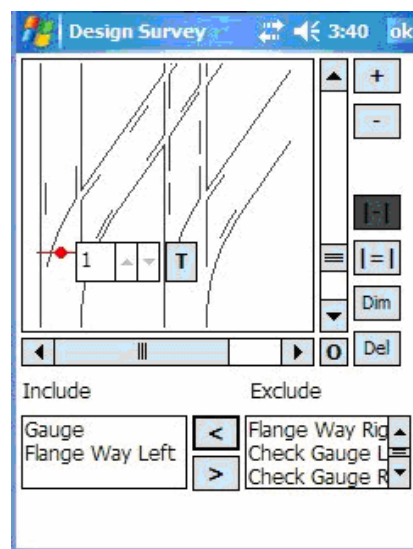 Design Survey 3:40 ok
+
-
|-|
1 T |=|
Dim
O Del
Include Exclude
Gauge
Flange Way Left
<
>
Flange Way Rig
Check Gauge L
Check Gauge R